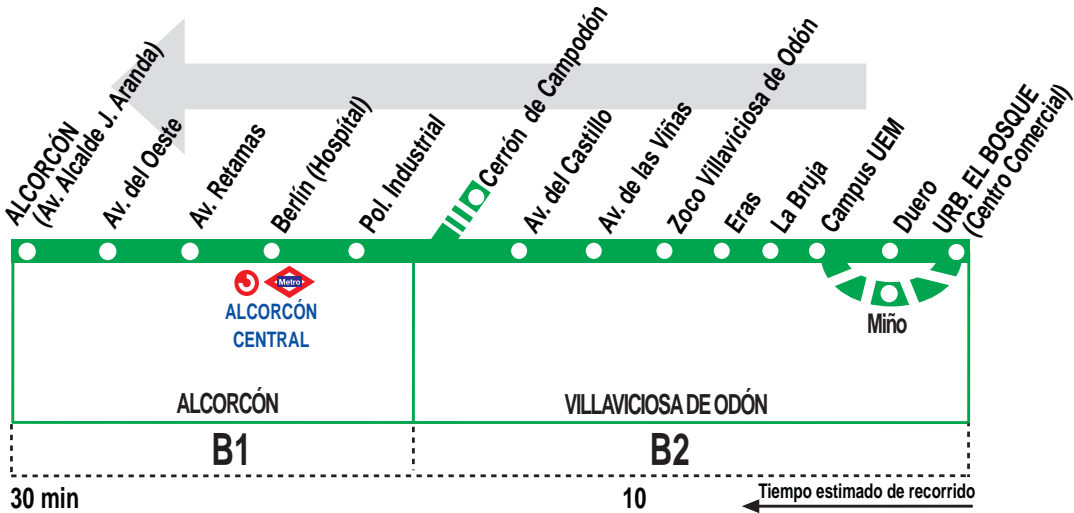 ALCORCÓN
(Av. Alcalde J. Aranda)
Av. del Oeste
Av. Retamas
Berlín (Hospítal)
Pol. Industrial
Cerrón de Campodón
Av. del Castillo
Av. de las Viñas
Zoco Villaviciosa de Odón
Eras
La Bruja
Campus UEM
Duero
URB. EL BOSQUE
(Centro Comercial)
Metro
ALCORCÓN
CENTRAL
Miño
ALCORCÓN
VILLAVICIOSA DE ODÓN
B1
B2
30 min
10
Tiempo estimado de recorrido